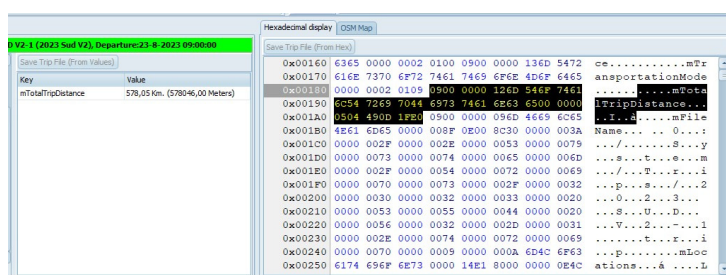 Hexadecimal display OSM Map
D V2-1 (2023 Sud V2), Departure:23-8-2023 09:00:00
Save Trip File (From Values)
Key Value
mTotalTripDistance 578,05 Km. (578046,00 Meters)
Save Trip File (From Hex)
0x00160 6365 0000 0002 0100 0900 0000 136D 5472 ce...........mTr
0x00170 616E 7370 6F72 7461 7469 6F6E 4D6F 6465 ansportationMode
0x00180 0000 0002 0109 0900 0000 126D 546F 7461 ...... .....mTota
0x00190 6C54 7269 7044 6973 7461 6E63 6500 0000 lTripDistance...
0x001A0 0504 490D 1FE0 0900 0000 096D 4669 6C65 ..I..à.....mFile
0x001B0 4E61 6D65 0000 008F 0E00 8C30 0000 003A Name... .. 0...:
0x001C0 0000 002F 0000 002E 0000 0053 0000 0079 .../.......S...y
0x001D0 0000 0073 0000 0074 0000 0065 0000 006D ...s...t...e...m
0x001E0 0000 002F 0000 0054 0000 0072 0000 0069 .../...T...r...i
0x001F0 0000 0070 0000 0073 0000 002F 0000 0032 ...p...s.../...2
0x00200 0000 0030 0000 0032 0000 0033 0000 0020 ...0...2...3...
0x00210 0000 0053 0000 0055 0000 0044 0000 0020 ...S...U...D...
0x00220 0000 0056 0000 0032 0000 002D 0000 0031 ...V...2...-...1
0x00230 0000 002E 0000 0074 0000 0072 0000 0069 .......t...r...i
0x00240 0000 0070 0000 0009 0000 000A 6D4C 6F63 ...p........mLoc
0x00250 6174 696F 6E73 0000 14E1 8000 0000 0E4C ations...á ....L